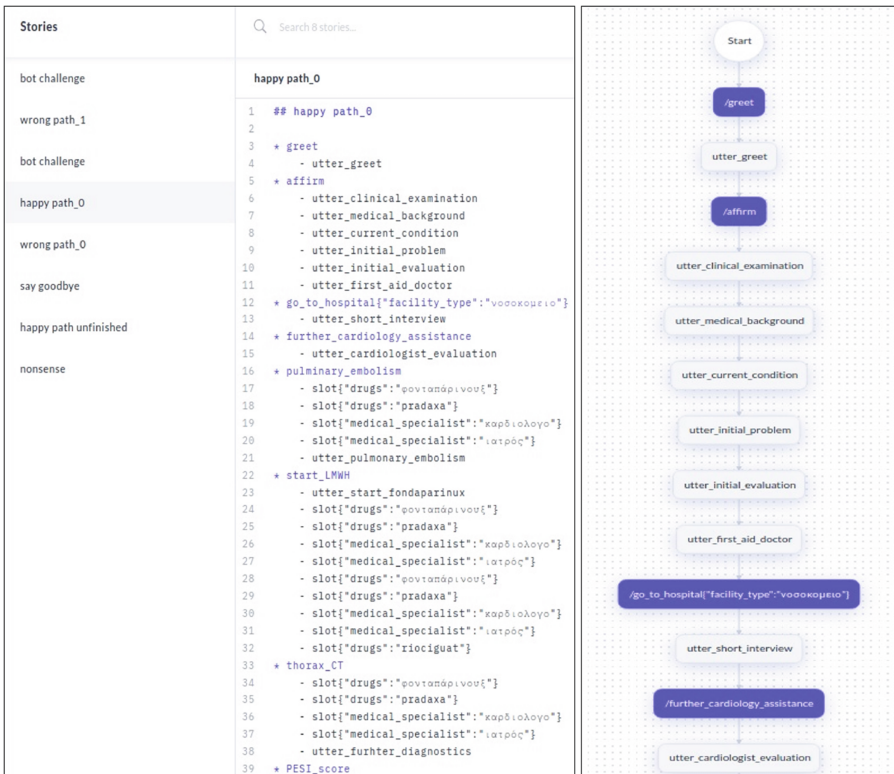 Stories
bot challenge
wrong path_1
bot challenge
happy path_0
wrong path_0
say goodbye
happy path unfinished
nonsense
Search 8 stories...
happy path_0
1 ## happy path_0
2
3 * greet
4 - utter_greet
5 * affirm
6 - utter_clinical_examination
7 - utter_medical_background
8 - utter_current_condition
9 - utter_initial_problem
10 - utter_initial_evaluation
11 - utter_first_aid_doctor
12 * go_to_hospital{"facility_type":"νοσοκομειο"}
13 - utter_short_interview
14 * further_cardiology_assistance
15 - utter_cardiologist_evaluation
16 * pulminary_embolism
17 - slot{"drugs":"φονταπάρινουξ"}
18 - slot{"drugs":"pradaxa"}
19 - slot{"medical_specialist":"καρδιολογο"}
20 - slot{"medical_specialist":"ιατρός"}
21 - utter_pulmonary_embolism
22 * start_LMWH
23 - utter_start_fondaparinux
24 - slot{"drugs":"φονταπάρινουξ"}
25 - slot{"drugs":"pradaxa"}
26 - slot{"medical_specialist":"καρδιολογο"}
27 - slot{"medical_specialist":"ιατρός"}
28 - slot{"drugs":"φονταπάρινουξ"}
29 - slot{"drugs":"pradaxa"}
30 - slot{"medical_specialist":"καρδιολογο"}
31 - slot{"medical_specialist":"ιατρός"}
32 - slot{"drugs":"riociguat"}
33 * thorax_CT
34 - slot{"drugs":"φονταπάρινουξ"}
35 - slot{"drugs":"pradaxa"}
36 - slot{"medical_specialist":"καρδιολογο"}
37 - slot{"medical_specialist":"ιατρός"}
38 - utter_furhter_diagnostics
39 * PESI_score
Start
/greet
utter_greet
/affirm
utter_clinical_examination
utter_medical_background
utter_current_condition
utter_initial_problem
utter_initial_evaluation
utter_first_aid_doctor
/go_to_hospital{"facility_type":"νοσοκομειο"}
utter_short_interview
/further_cardiology_assistance
utter_cardiologist_evaluation